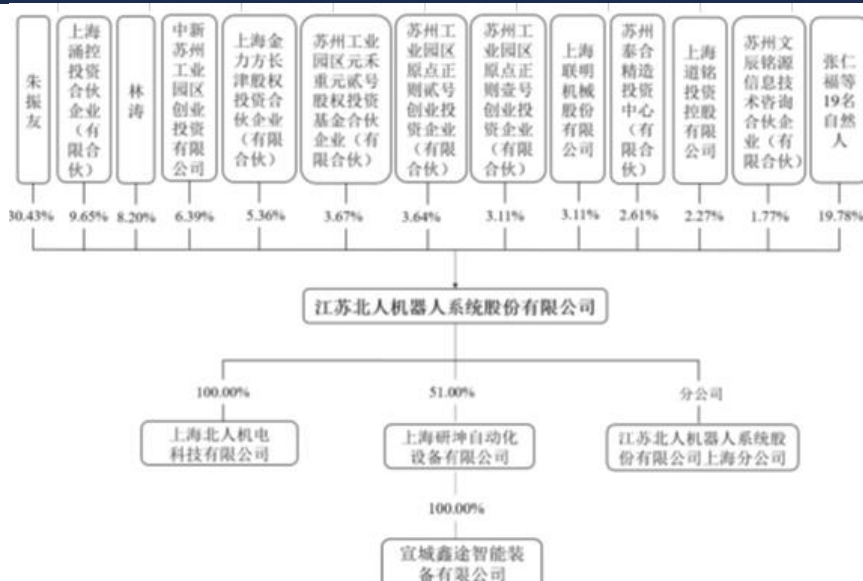 朱振友
上海涌控投资合伙企业（有限合伙）
林涛
中新苏州工业园区创业投资有限公司
上海金力方长津股权投资合伙企业（有限合伙）
苏州工业园区元禾重元贰号股权投资基金合伙企业（有限合伙）
苏州工业园区原点正则贰号创业投资企业（有限合伙）
苏州工业园区原点正则壹号创业投资企业（有限合伙）
上海联明机械股份有限公司
苏州泰合精造投资中心（有限合伙）
上海道铭投资控股有限公司
苏州文辰铭源信息技术咨询合伙企业（有限合伙）
张仁福等19名自然人
30.43% 9.65% 8.20% 6.39% 5.36% 3.67% 3.64% 3.11% 3.11% 2.61% 2.27% 1.77% 19.78%
江苏北人机器人系统股份有限公司
100.00% 51.00% 分公司
上海北人机电
科技有限公司
上海研坤自动化
设备有限公司
江苏北人机器人系统股
份有限公司上海分公司
100.00%
宣城鑫途智能装
备有限公司